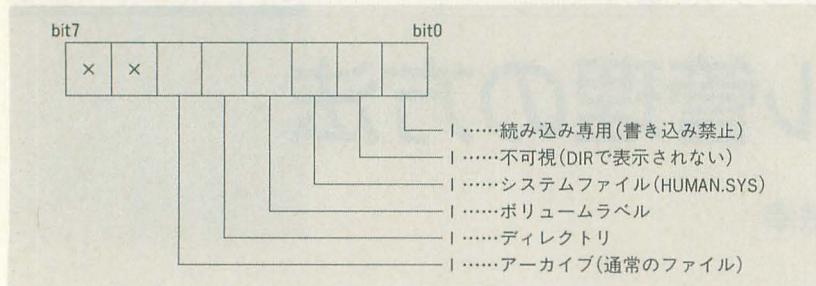 bit7 bit0
× ×
1……続み込み専用(書き込み禁止)
1……不可視(DIRで表示されない)
1……システムファイル(HUMAN.SYS)
1……ボリュームラベル
1……ディレクトリ
1……アーカイブ(通常のファイル)